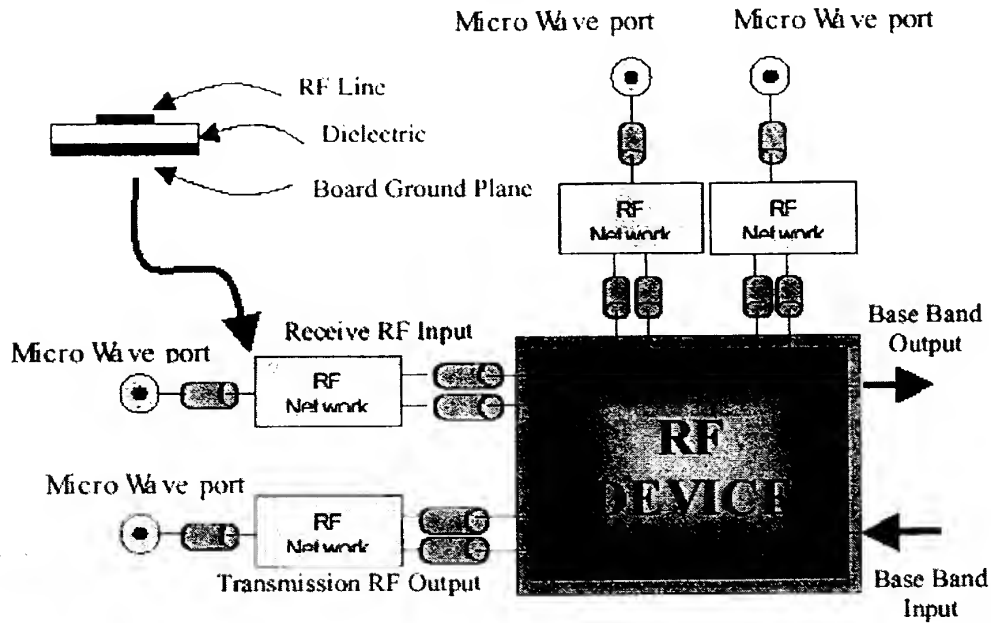 Micro Wave port
Micro Wave port
RF Line
Dielectric
Board Ground Plane
RF
Network
RF
Network
Receive RF Input
Base Band
Output
Micro Wave port
RF
Network
RF
DEVICE
Micro Wave port
RF
Network
Transmission RF Output
Base Band
Input